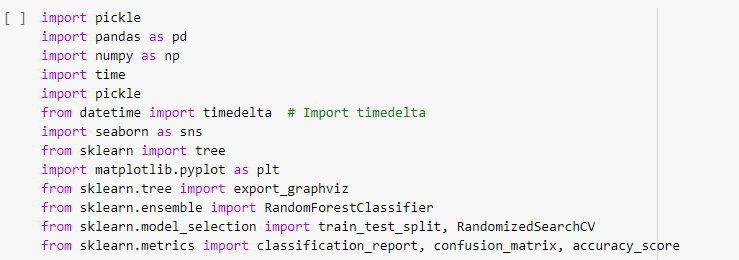 [ ] import pickle
import pandas as pd
import numpy as np
import time
import pickle
from datetime import timedelta  # Import timedelta
import seaborn as sns
from sklearn import tree
import matplotlib.pyplot as plt
from sklearn.tree import export_graphviz
from sklearn.ensemble import RandomForestClassifier
from sklearn.model_selection import train_test_split, RandomizedSearchCV
from sklearn.metrics import classification_report, confusion_matrix, accuracy_score